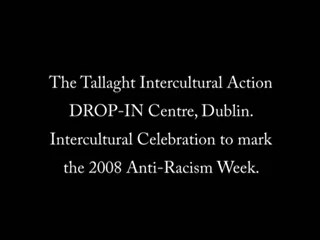 The Tallaght Intercultural Action
DROP-IN Centre, Dublin.
Intercultural Celebration to mark
the 2008 Anti-Racism Week.